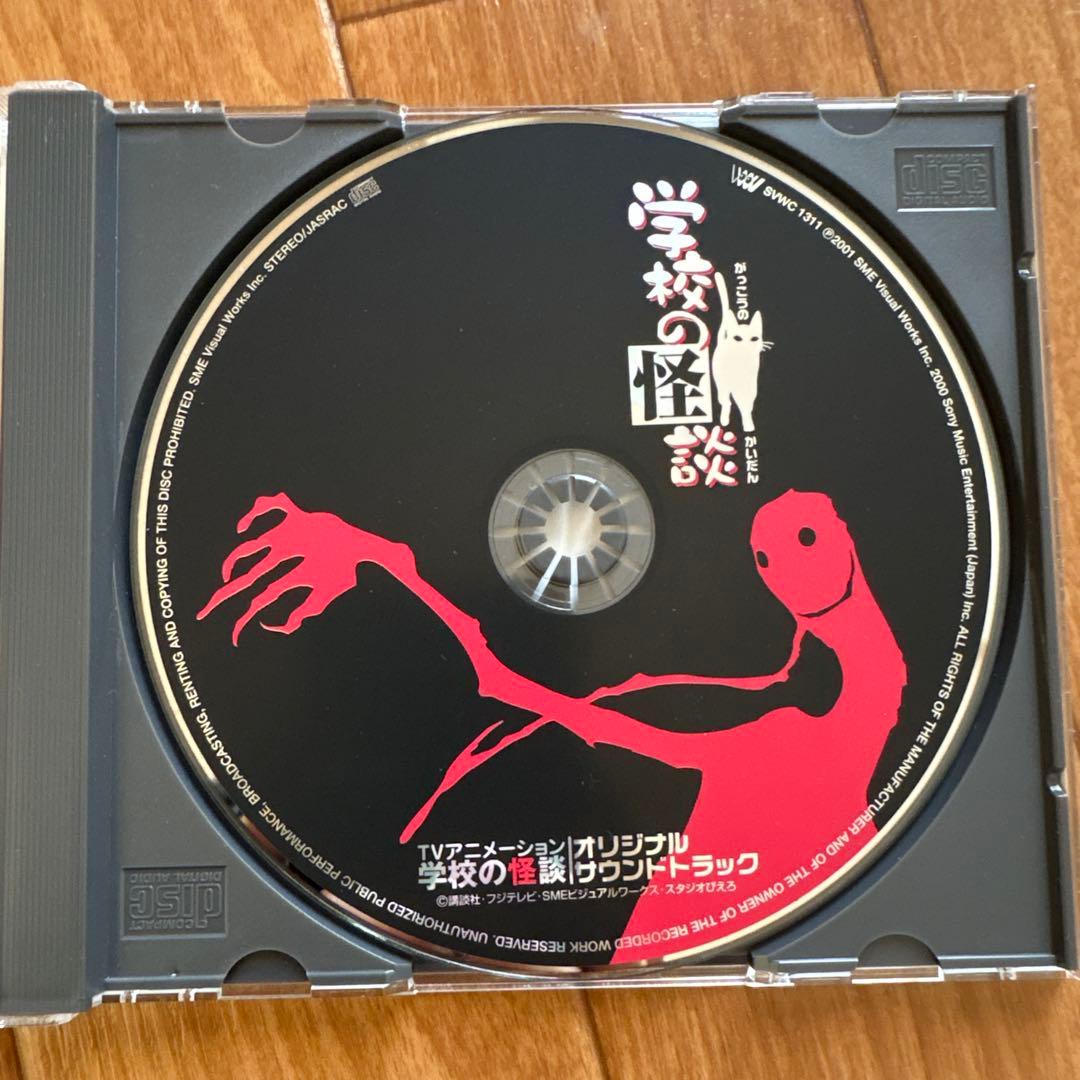 学校の怪談
がっこうの
かいだん
SVWC 1311 ℗2001 SME Visual Works Inc. 2000 Sony Music Entertainment (Japan) Inc. ALL RIGHTS OF THE MANUFACTURER AND OF THE OWNER OF THE RECORDED WORK RESERVED. UNAUTHORIZED PUBLIC PERFORMANCE, BROADCASTING, RENTING AND COPYING OF THIS DISC PROHIBITED. SME Visual Works Inc. STEREO/JASRAC
COMPACT
disc
DIGITAL AUDIO
TVアニメーション
学校の怪談
オリジナル
サウンドトラック
©講談社・フジテレビ・SMEビジュアルワークス・スタジオぴえろ
COMPACT
disc
DIGITAL AUDIO